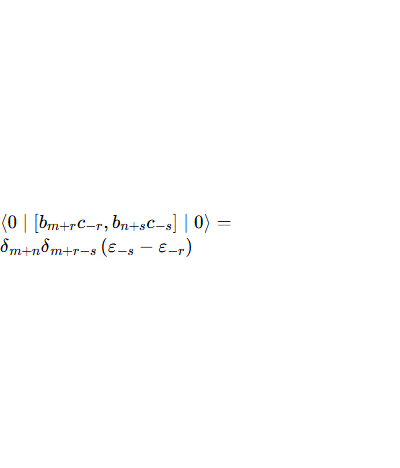 ⟨0 | [b_{m+r}c_{−r}, b_{n+s}c_{−s}] | 0⟩ =
δ_{m+n}δ_{m+r−s} (ε_{−s} − ε_{−r})